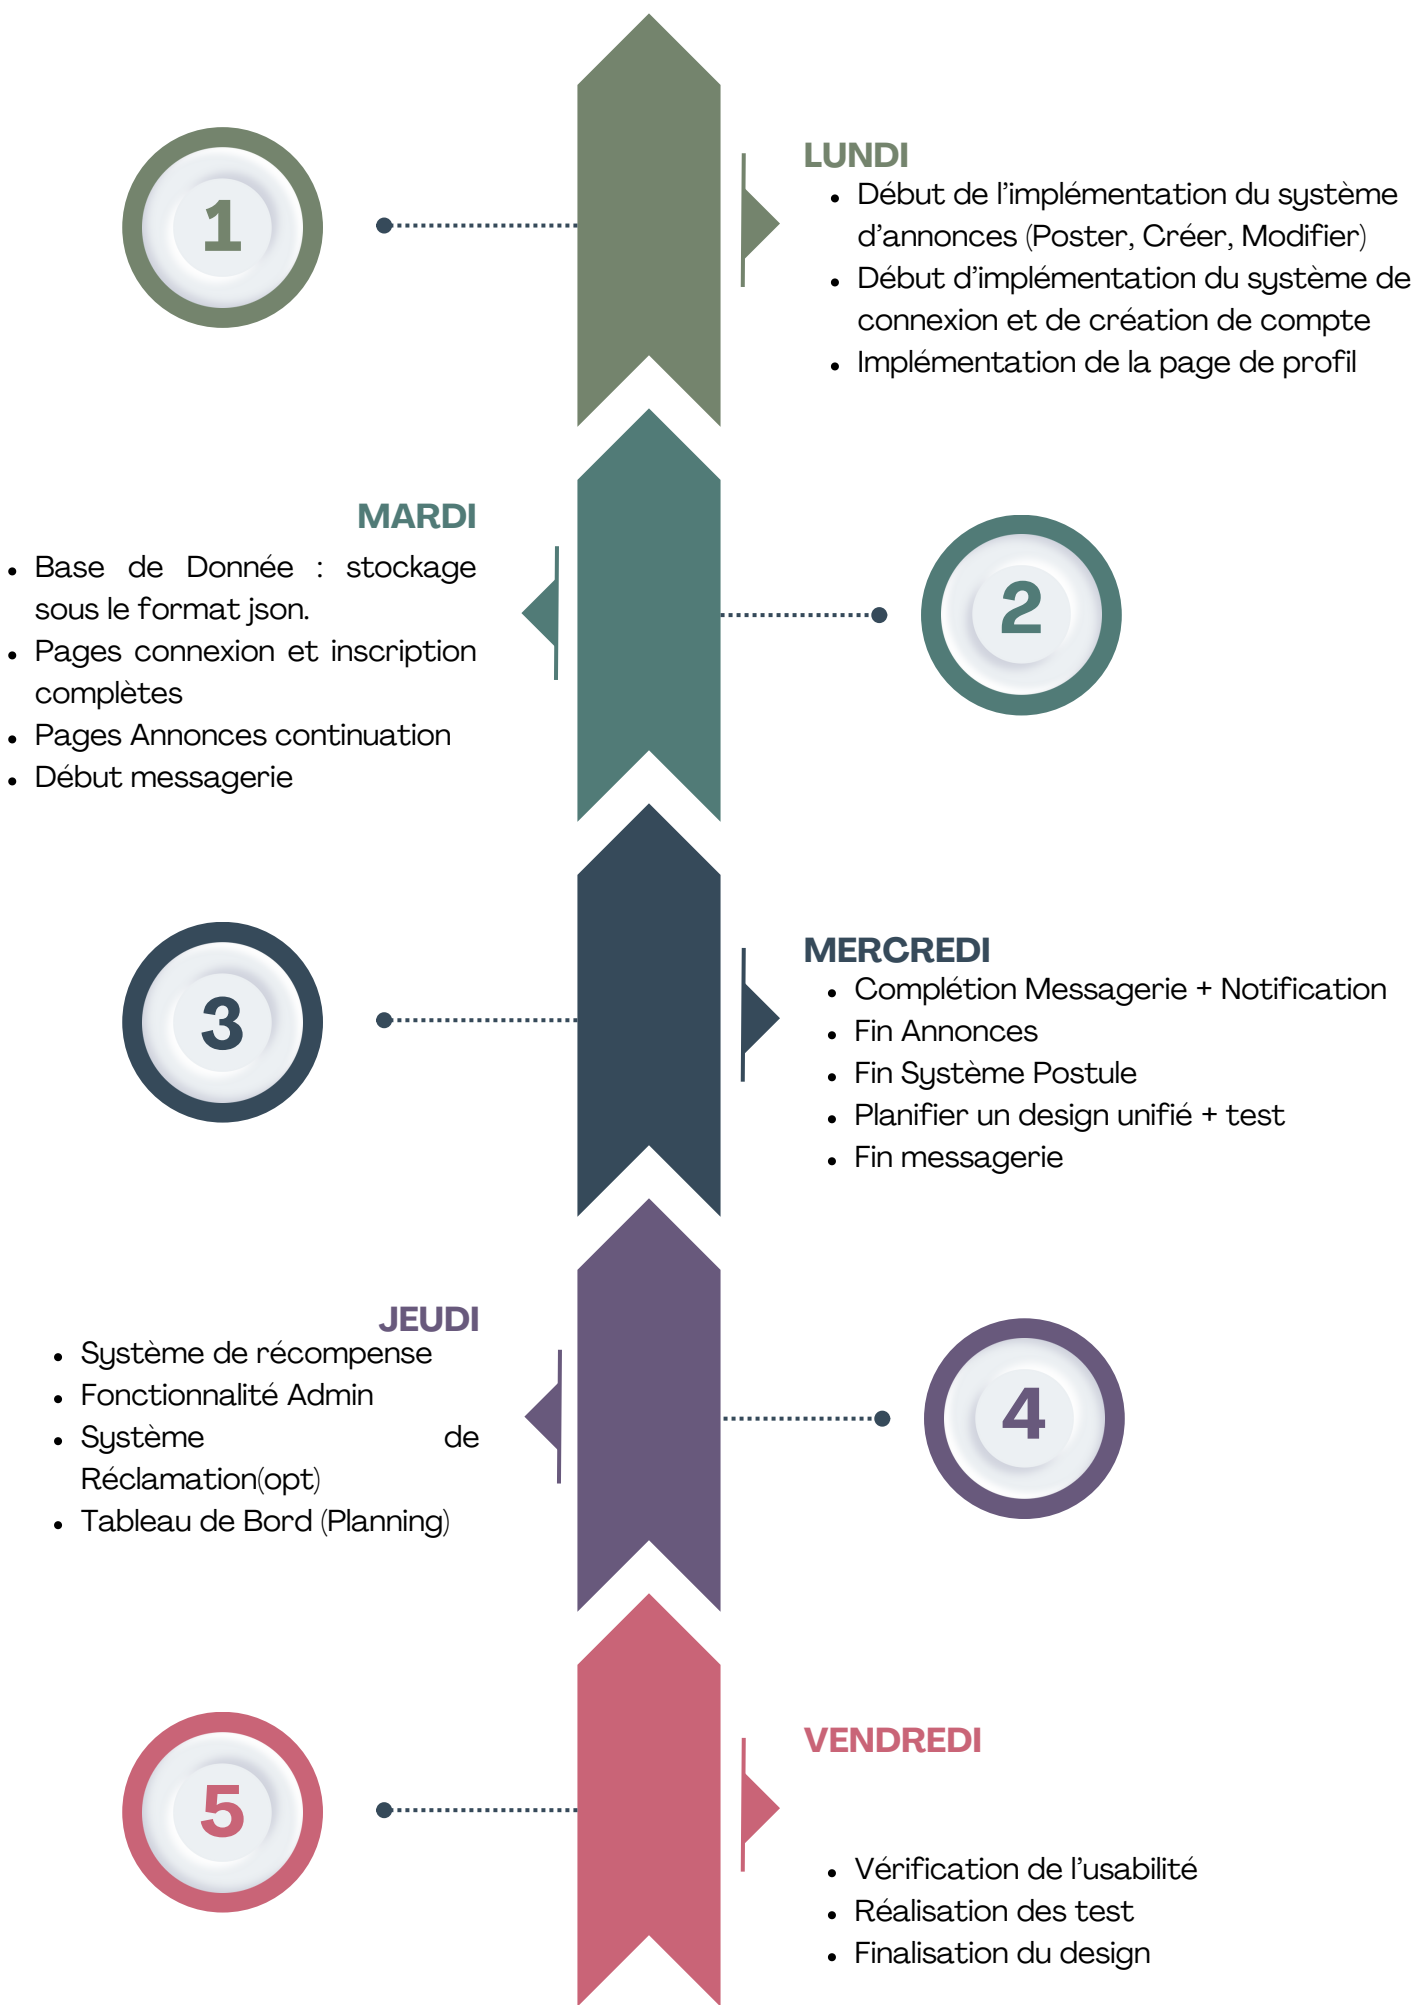 1
LUNDI
• Début de l’implémentation du système
d’annonces (Poster, Créer, Modifier)
• Début d’implémentation du système de
connexion et de création de compte
• Implémentation de la page de profil
MARDI
• Base de Donnée : stockage
sous le format json.
• Pages connexion et inscription
complètes
• Pages Annonces continuation
• Début messagerie
2
3
MERCREDI
• Complétion Messagerie + Notification
• Fin Annonces
• Fin Système Postule
• Planifier un design unifié + test
• Fin messagerie
JEUDI
• Système de récompense
• Fonctionnalité Admin
• Système de
Réclamation(opt)
• Tableau de Bord (Planning)
4
5
VENDREDI
• Vérification de l’usabilité
• Réalisation des test
• Finalisation du design